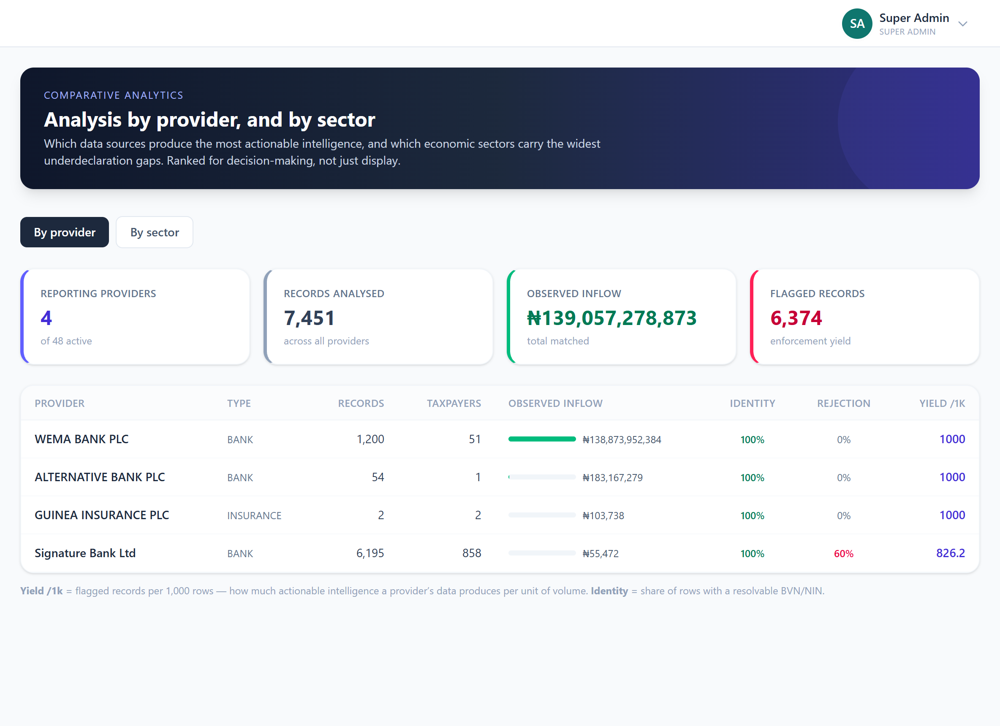 SA
Super Admin
SUPER ADMIN
COMPARATIVE ANALYTICS
Analysis by provider, and by sector
Which data sources produce the most actionable intelligence, and which economic sectors carry the widest
underdeclaration gaps. Ranked for decision-making, not just display.
By provider By sector
REPORTING PROVIDERS
4
of 48 active
RECORDS ANALYSED
7,451
across all providers
OBSERVED INFLOW
₦139,057,278,873
total matched
FLAGGED RECORDS
6,374
enforcement yield
PROVIDER TYPE RECORDS TAXPAYERS OBSERVED INFLOW IDENTITY REJECTION YIELD /1K
WEMA BANK PLC BANK 1,200 51 ₦138,873,952,384 100% 0% 1000
ALTERNATIVE BANK PLC BANK 54 1 ₦183,167,279 100% 0% 1000
GUINEA INSURANCE PLC INSURANCE 2 2 ₦103,738 100% 0% 1000
Signature Bank Ltd BANK 6,195 858 ₦55,472 100% 60% 826.2
Yield /1k = flagged records per 1,000 rows — how much actionable intelligence a provider’s data produces per unit of volume. Identity = share of rows with a resolvable BVN/NIN.